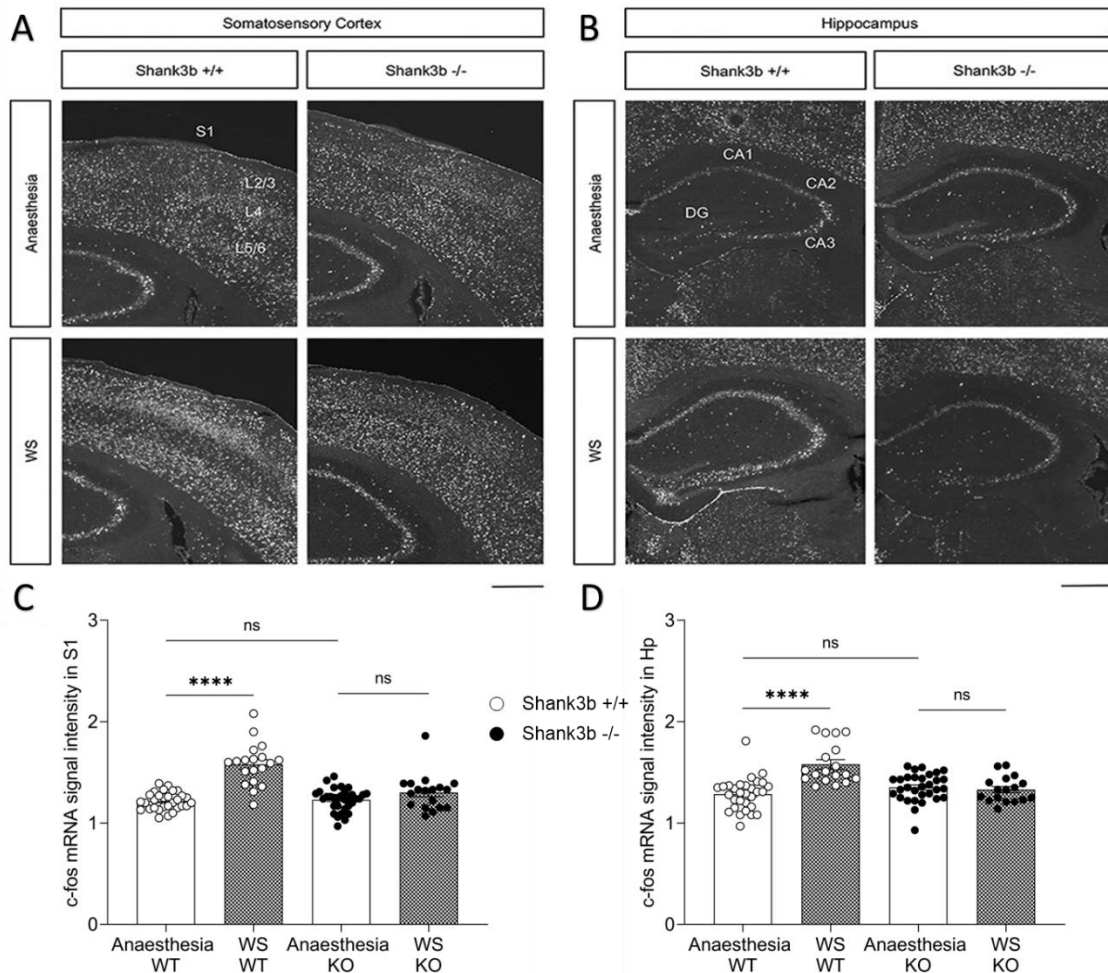 A
Somatosensory Cortex
Shank3b +/+
Shank3b -/-
Anaesthesia
S1
L2/3
L4
L5/6
WS
B
Hippocampus
Shank3b +/+
Shank3b -/-
Anaesthesia
CA1
CA2
DG
CA3
WS
C
c-fos mRNA signal intensity in S1
3
2
1
0
ns
****
ns
Anaesthesia WT
WS WT
Anaesthesia KO
WS KO
Shank3b +/+
Shank3b -/-
D
c-fos mRNA signal intensity in Hp
3
2
1
0
ns
****
ns
Anaesthesia WT
WS WT
Anaesthesia KO
WS KO